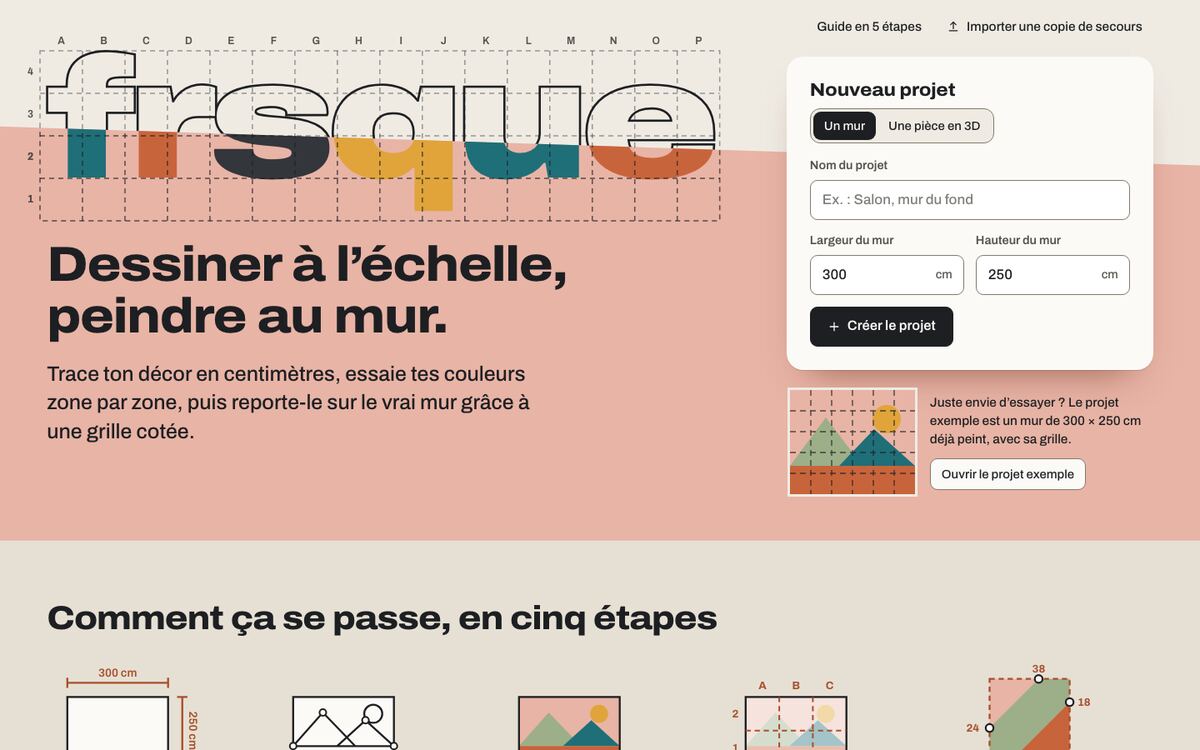 Guide en 5 étapes
Importer une copie de secours
A B C D E F G H I J K L M N O P
4
3
2
1
frsque
Dessiner à l’échelle,
peindre au mur.
Trace ton décor en centimètres, essaie tes couleurs
zone par zone, puis reporte-le sur le vrai mur grâce à
une grille cotée.
Nouveau projet
Un mur
Une pièce en 3D
Nom du projet
Ex. : Salon, mur du fond
Largeur du mur
Hauteur du mur
300 cm
250 cm
+ Créer le projet
Juste envie d’essayer ? Le projet
exemple est un mur de 300 × 250 cm
déjà peint, avec sa grille.
Ouvrir le projet exemple
Comment ça se passe, en cinq étapes
300 cm
250 cm
A B C
2
1
38
18
24